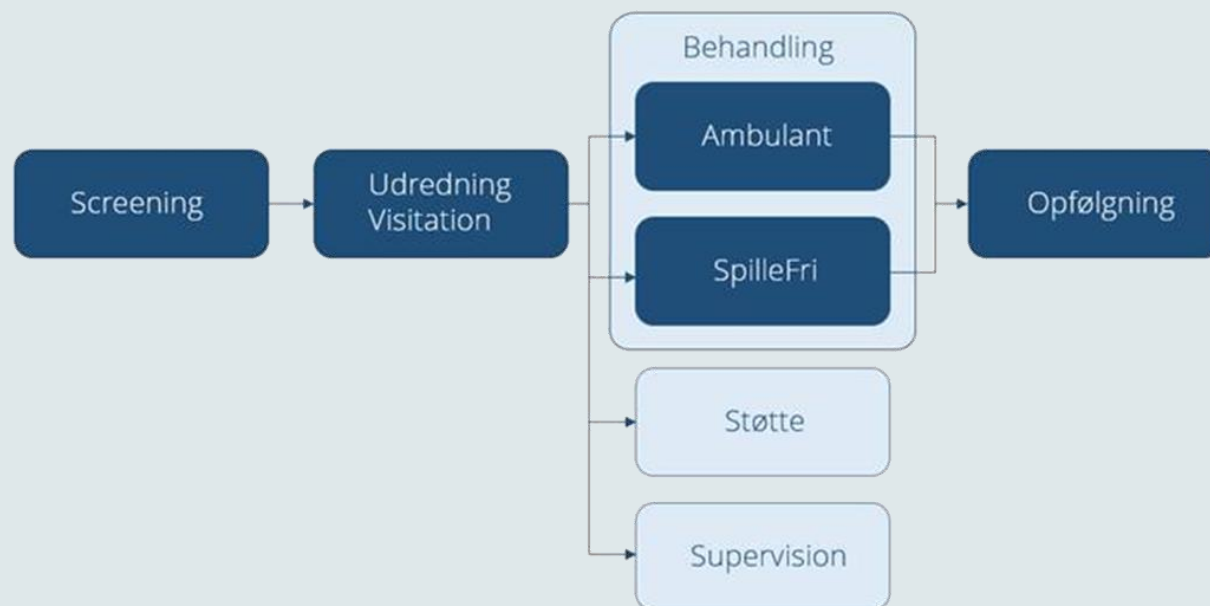 Screening
Udredning
Visitation
Behandling
Ambulant
SpilleFri
Støtte
Supervision
Opfølgning